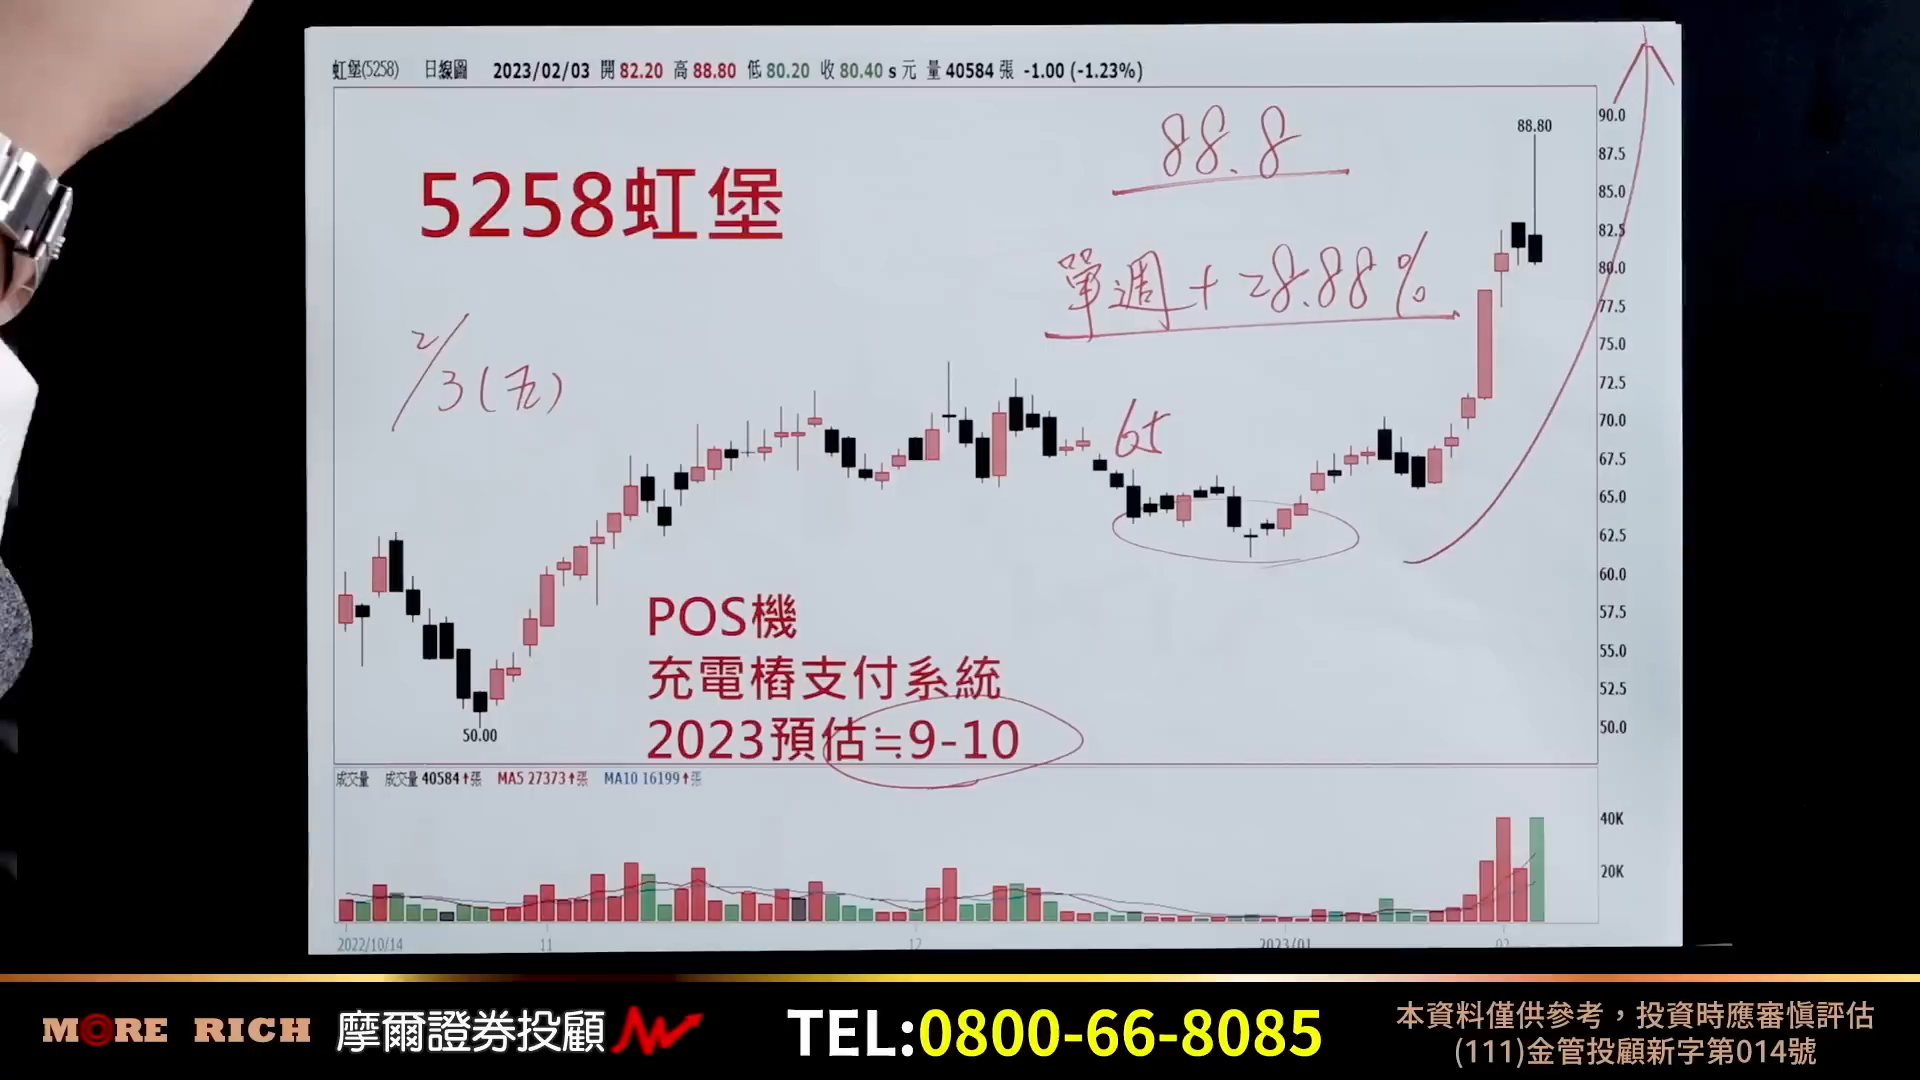 虹堡(5258) 日線圖 2023/02/03 開 82.20 高 88.80 低 80.20 收 80.40 s 元 量 40584 張 -1.00 (-1.23%)
88.8
88.80
5258虹堡
單週+28.88%
2/3(五)
65
POS機
充電樁支付系統
2023預估≒9-10
50.00
90.0
87.5
85.0
82.5
80.0
77.5
75.0
72.5
70.0
67.5
65.0
62.5
60.0
57.5
55.0
52.5
50.0
成交量 成交量 40584↑張 MA5 27373↑張 MA10 16199↑張
40K
20K
2022/10/14 11 12 2023/01 02
MORE RICH 摩爾證券投顧 TEL:0800-66-8085
本資料僅供參考，投資時應審慎評估
(111)金管投顧新字第014號